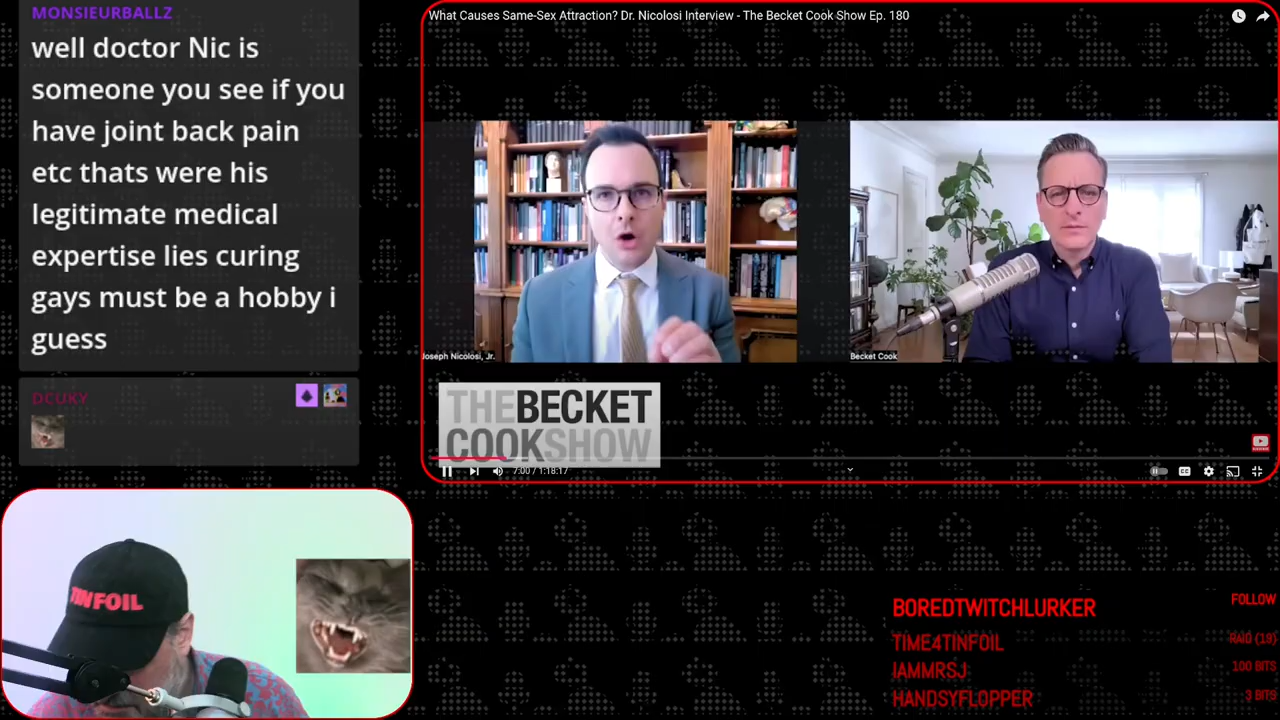 MONSIEURBALLZ
well doctor Nic is
someone you see if you
have joint back pain
etc thats were his
legitimate medical
expertise lies curing
gays must be a hobby i
guess
DCUKY
What Causes Same-Sex Attraction? Dr. Nicolosi Interview - The Becket Cook Show Ep. 180
Joseph Nicolosi, Jr.
Becket Cook
THE BECKET
COOK SHOW
7:00 / 1:18:17
CC
TINFOIL
BOREDTWITCHLURKER FOLLOW
TIME4TINFOIL RAID (19)
IAMMRSJ 100 BITS
HANDSYFLOPPER 3 BITS